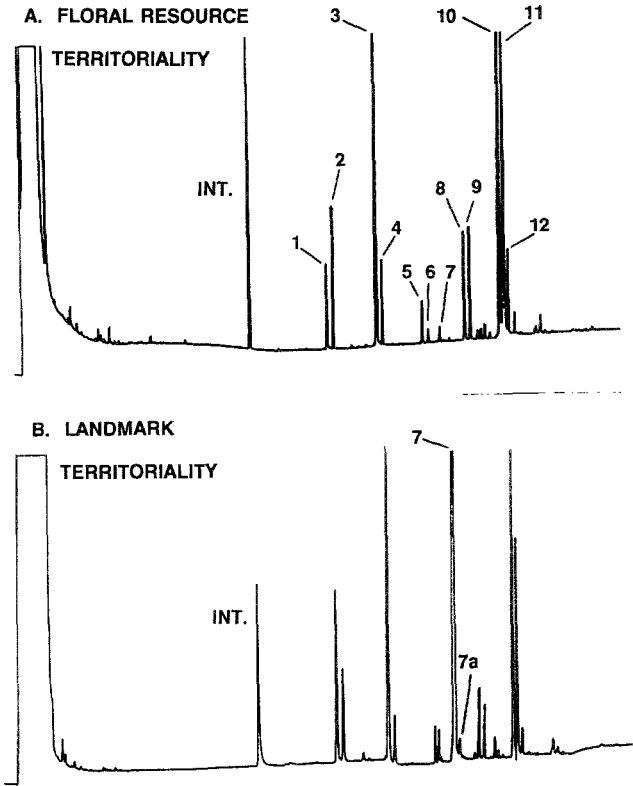 A. FLORAL RESOURCE
TERRITORIALITY
3
10
11
INT.
2
8
9
1
4
12
5
6
7
B. LANDMARK
TERRITORIALITY
7
INT.
7a